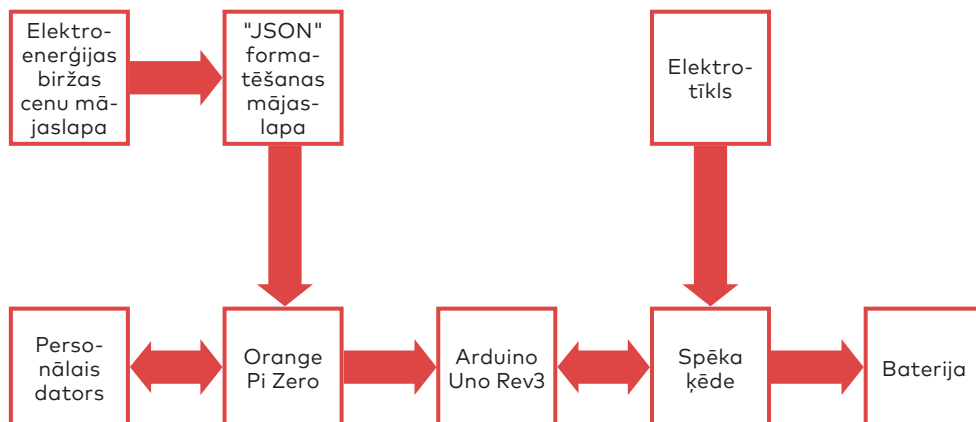 Elektro-
enerģijas
biržas
cenu mā-
jaslapa
"JSON"
forma-
tēšanas
mājas-
lapa
Elektro-
tīkls
Perso-
nālais
dators
Orange
Pi Zero
Arduino
Uno Rev3
Spēka
ķēde
Baterija